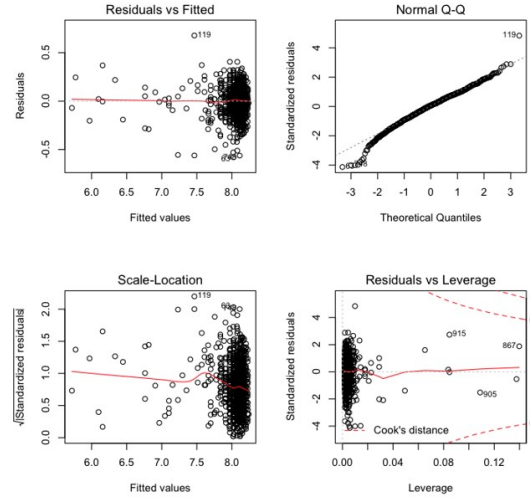 Residuals vs Fitted
Residuals
0.5
0.0
-0.5
119
6.0 6.5 7.0 7.5 8.0
Fitted values
Normal Q-Q
Standardized residuals
4
2
0
-2
-4
119
-3 -2 -1 0 1 2 3
Theoretical Quantiles
Scale-Location
√|Standardized residuals|
2.0
1.5
1.0
0.5
0.0
119
6.0 6.5 7.0 7.5 8.0
Fitted values
Residuals vs Leverage
Standardized residuals
4
2
0
-2
-4
915
867
905
Cook's distance
0.00 0.04 0.08 0.12
Leverage